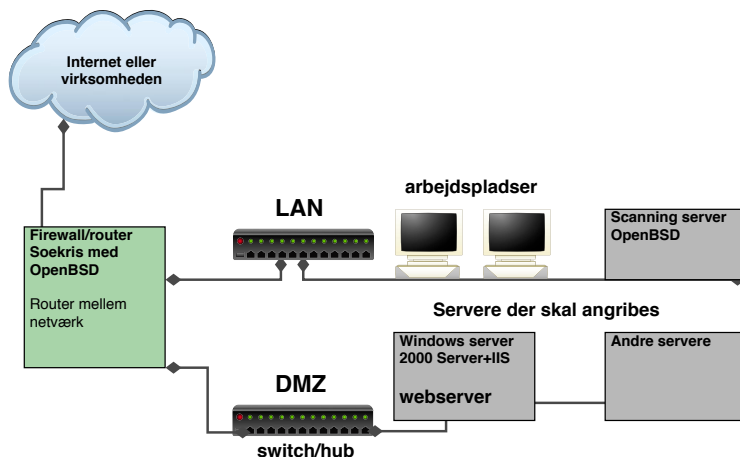 Internet eller
virksomheden
arbejdspladser
LAN
Firewall/router
Soekris med
OpenBSD
Router mellem
netværk
Scanning server
OpenBSD
Servere der skal angribes
Windows server
2000 Server+IIS
webserver
Andre servere
DMZ
switch/hub